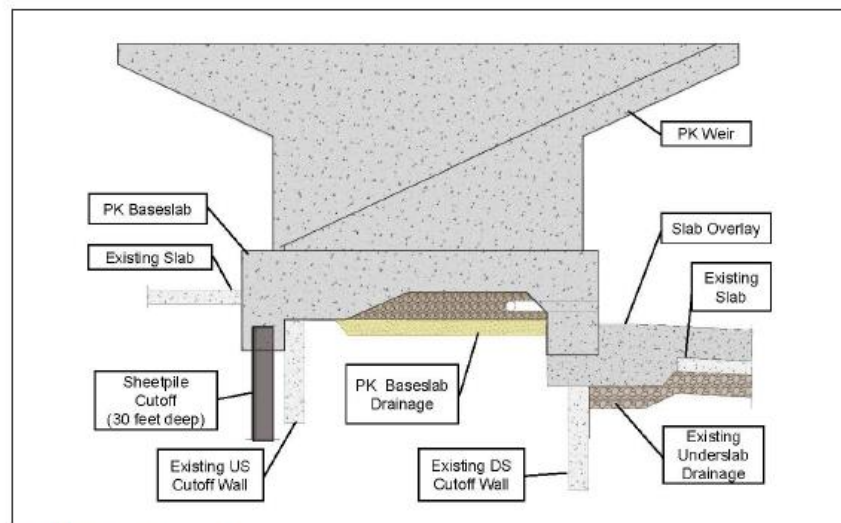 PK Weir
PK Baseslab
Slab Overlay
Existing Slab
Existing
Slab
Sheetpile
Cutoff
(30 feet deep)
PK Baseslab
Drainage
Existing US
Cutoff Wall
Existing DS
Cutoff Wall
Existing
Underslab
Drainage